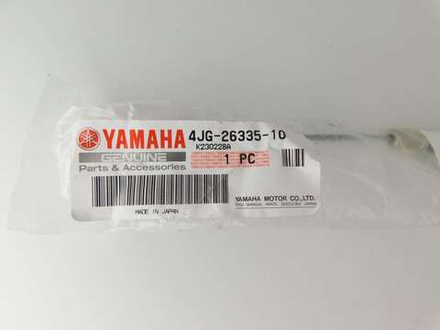 YAMAHA 4JG-26335-10
K230228A
GENUINE
Parts & Accessories
1 PC
MADE IN JAPAN
YAMAHA MOTOR CO.,LTD.